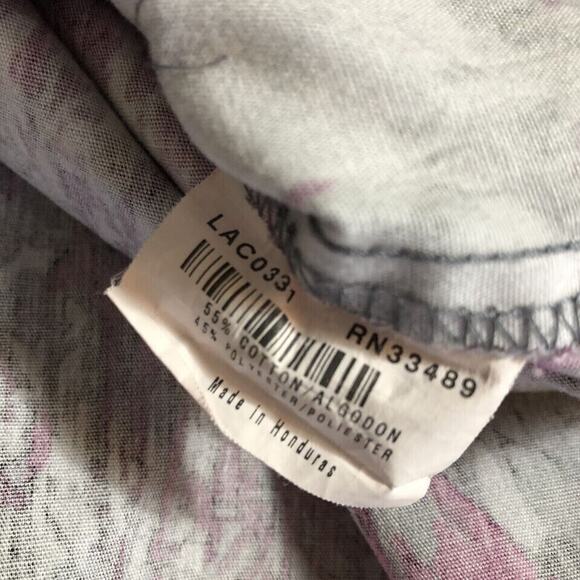 LAC0331
RN33489
55% COTTON/ALGODON
45% POLYESTER/POLIESTER
Made in Honduras